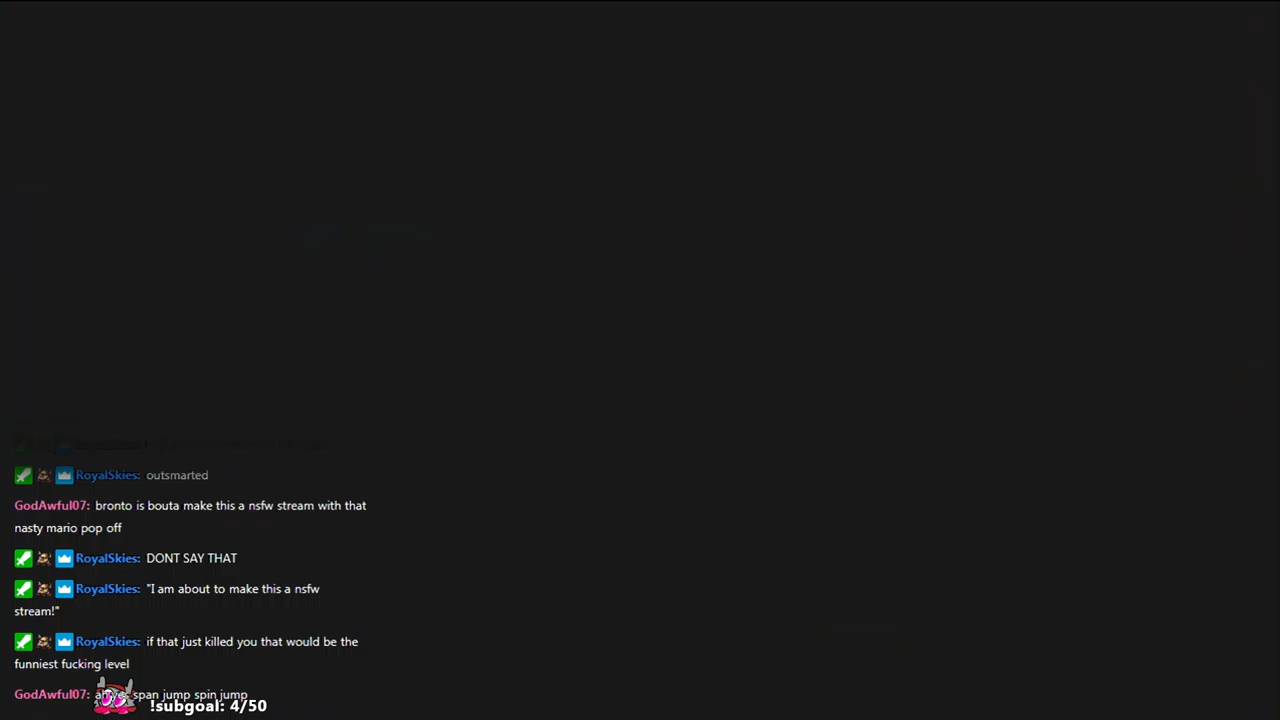 RoyalSkies: outsmarted
GodAwful07: bronto is bouta make this a nsfw stream with that
nasty mario pop off
RoyalSkies: DONT SAY THAT
RoyalSkies: "I am about to make this a nsfw
stream!"
RoyalSkies: if that just killed you that would be the
funniest fucking level
GodAwful07: span jump spin jump
!subgoal: 4/50